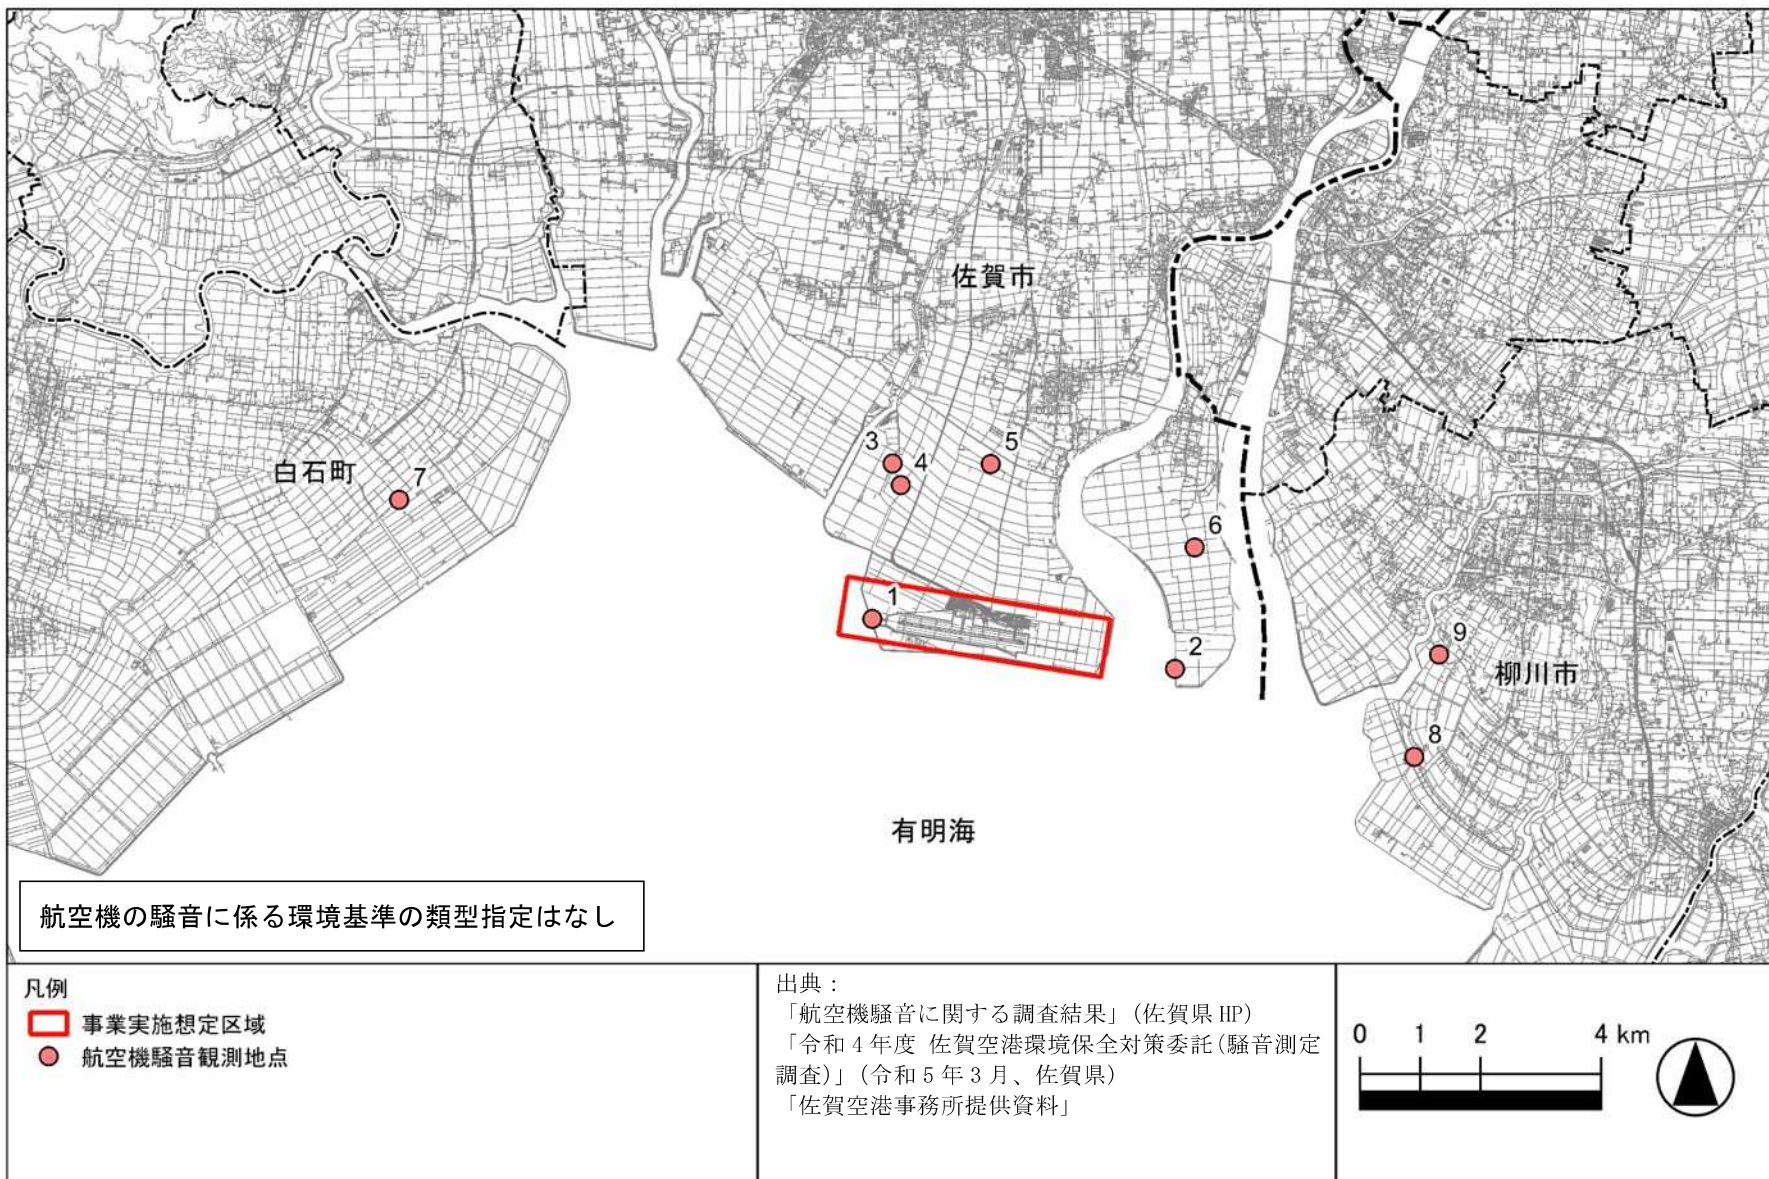 佐賀市
3
4
5
白石町
7
6
1
2
9
柳川市
8
有明海
航空機の騒音に係る環境基準の類型指定はなし
凡例
事業実施想定区域
航空機騒音観測地点
出典：
「航空機騒音に関する調査結果」（佐賀県 HP）
「令和 4 年度 佐賀空港環境保全対策委託（騒音測定
調査）」（令和 5 年 3 月、佐賀県）
「佐賀空港事務所提供資料」
0 1 2 4 km